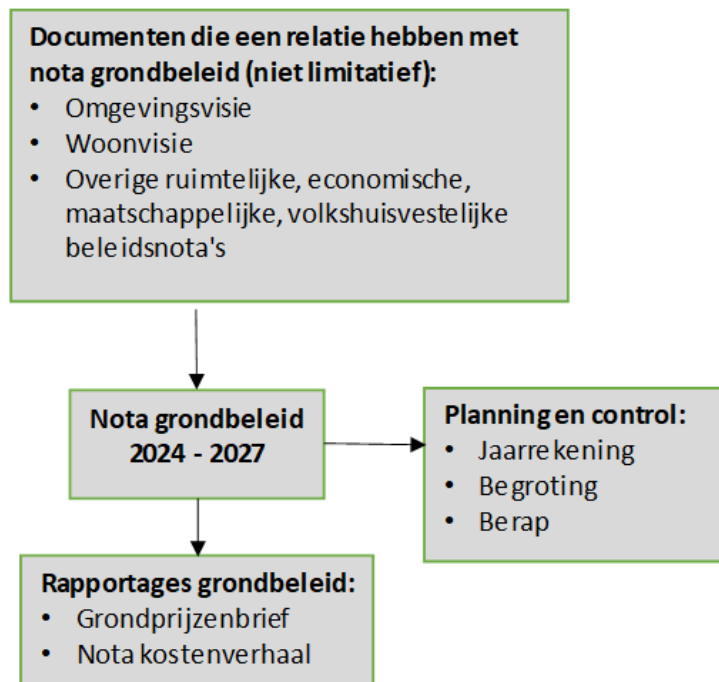 Documenten die een relatie hebben met
nota grondbeleid (niet limitatief):
• Omgevingsvisie
• Woonvisie
• Overige ruimtelijke, economische,
maatschappelijke, volkshuisvestelijke
beleidsnota's
Nota grondbeleid
2024 - 2027
Planning en control:
• Jaarrekening
• Begroting
• Berap
Rapportages grondbeleid:
• Grondprijzenbrief
• Nota kostenverhaal